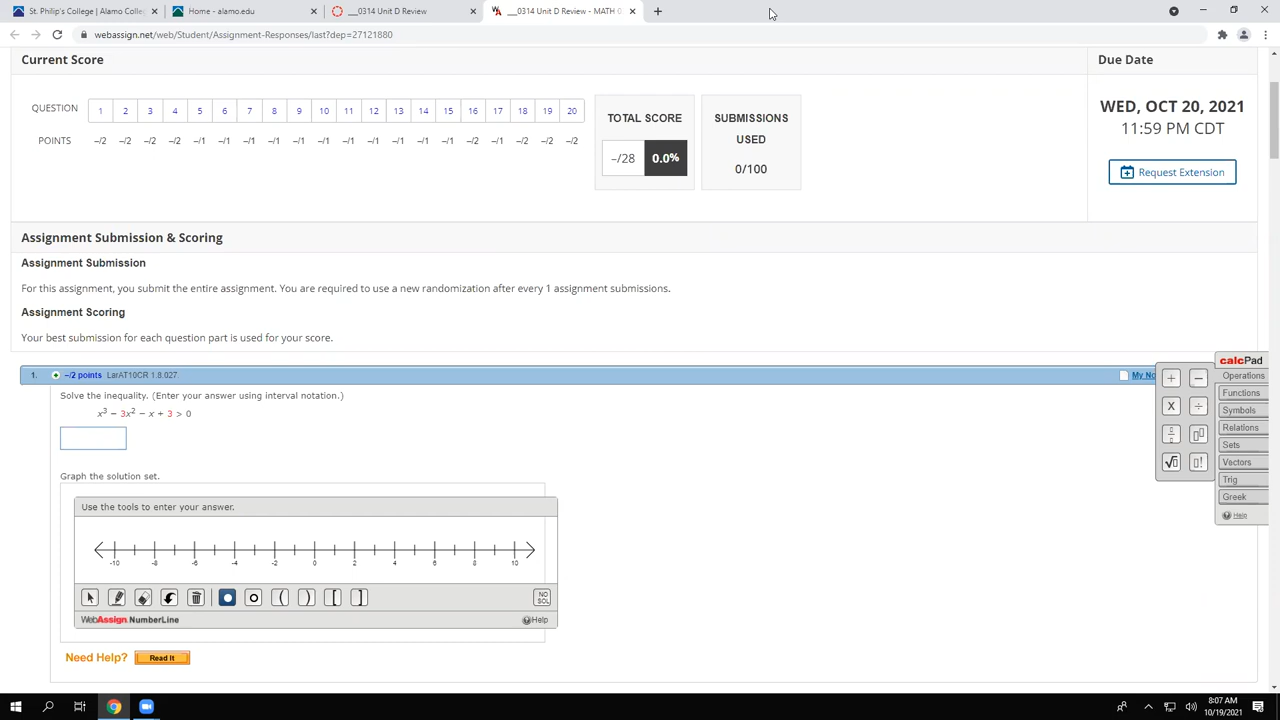 St. Philip's College | Alamo Colle
Home - alamo.edu
__0314 Unit D Review
__0314 Unit D Review - MATH 0
webassign.net/web/Student/Assignment-Responses/last?dep=27121880
Current Score
Due Date
QUESTION 1 2 3 4 5 6 7 8 9 10 11 12 13 14 15 16 17 18 19 20
POINTS –/2 –/2 –/2 –/2 –/1 –/1 –/1 –/1 –/1 –/1 –/1 –/1 –/1 –/1 –/1 –/2 –/1 –/2 –/2 –/2
TOTAL SCORE
–/28 0.0%
SUBMISSIONS
USED
0/100
WED, OCT 20, 2021
11:59 PM CDT
Request Extension
Assignment Submission & Scoring
Assignment Submission
For this assignment, you submit the entire assignment. You are required to use a new randomization after every 1 assignment submissions.
Assignment Scoring
Your best submission for each question part is used for your score.
1. –/2 points LarAT10CR 1.8.027.
My No
Solve the inequality. (Enter your answer using interval notation.)
x³ − 3x² − x + 3 > 0
Graph the solution set.
Use the tools to enter your answer.
-10 -8 -6 -4 -2 0 2 4 6 8 10
NO
SOL
WebAssign NumberLine
Help
Need Help? Read It
calcPad
Operations
Functions
Symbols
Relations
Sets
Vectors
Trig
Greek
Help
8:07 AM
10/19/2021